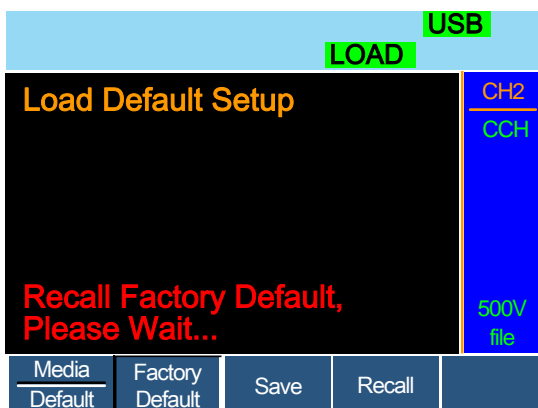 USB
LOAD
Load Default Setup
CH2
CCH
Recall Factory Default,
Please Wait...
500V
file
Media
Default
Factory
Default
Save
Recall